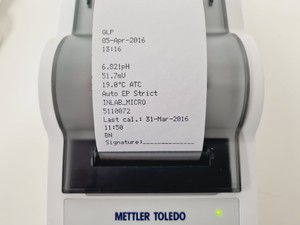 GLP
05-Apr-2016
13:16
6.821pH
51.7mV
19.0°C ATC
Auto EP Strict
INLAB_MICRO
5110072
Last cal.: 31-Mar-2016
11:50
BN
Signature:_____________
METTLER TOLEDO